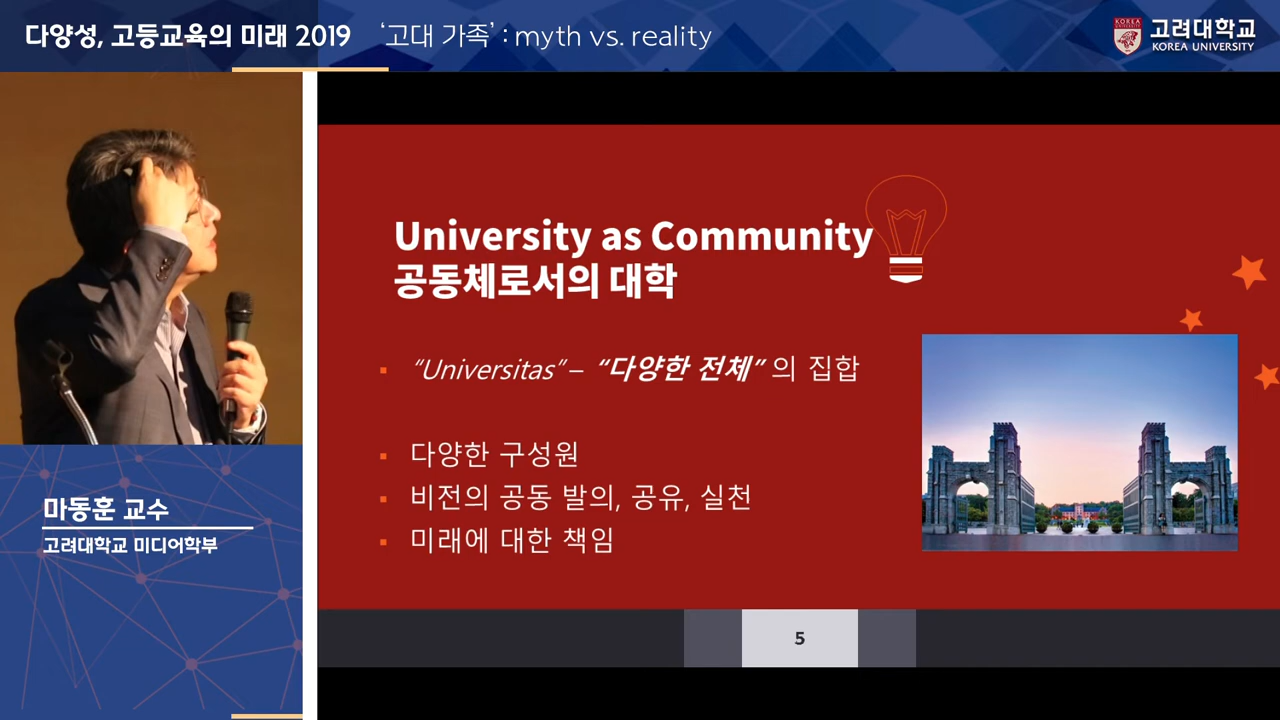 다양성, 고등교육의 미래 2019 ‘고대 가족’ : myth vs. reality
KOREA
UNIVERSITY
고려대학교
KOREA UNIVERSITY
University as Community
공동체로서의 대학
▪ “Universitas” – “다양한 전체” 의 집합
▪ 다양한 구성원
▪ 비전의 공동 발의, 공유, 실천
▪ 미래에 대한 책임
5
마동훈 교수
고려대학교 미디어학부